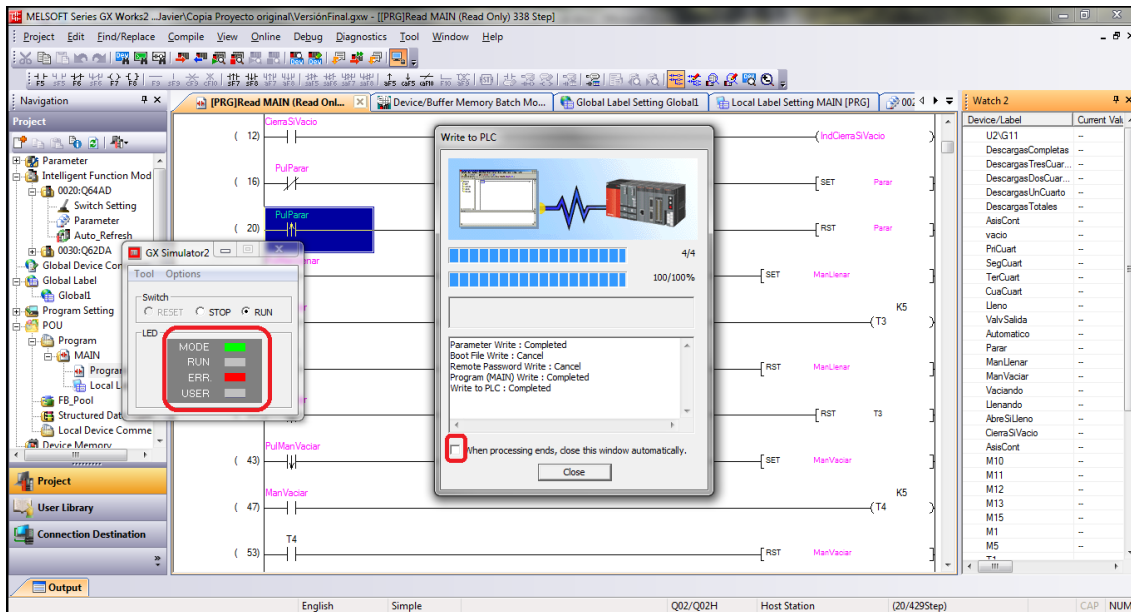 MELSOFT Series GX Works2 ...Javier\Copia Proyecto original\VersiónFinal.gxw - [[PRG]Read MAIN (Read Only) 338 Step]
Project Edit Find/Replace Compile View Online Debug Diagnostics Tool Window Help
Navigation
[PRG]Read MAIN (Read Onl...
Device/Buffer Memory Batch Mo...
Global Label Setting Global1
Local Label Setting MAIN [PRG]
Watch 2
Project
Parameter
Intelligent Function Mod
0020:Q64AD
Switch Setting
Parameter
Auto_Refresh
0030:Q62DA
Global Device Co
Global Label
Global1
Program Setting
POU
Program
MAIN
Progra
Local L
FB_Pool
Structured Dat
Local Device Comme
Device Memory
Project
User Library
Connection Destination
Output
GX Simulator2
Tool Options
Switch
RESET STOP RUN
LED
MODE
RUN
ERR.
USER
CierraSiVacio
( 12) (IndCierraSiVacio )
PulParar
( 16) SET Parar
PulParar
( 20) RST Parar
SET ManLlenar
K5
(T3 )
RST ManLlenar
RST T3
PulManVaciar
( 43) SET ManVaciar
ManVaciar K5
( 47) (T4 )
T4
( 53) RST ManVaciar
Write to PLC
4/4
100/100%
Parameter Write : Completed
Boot File Write : Cancel
Remote Password Write : Cancel
Program (MAIN) Write : Completed
Write to PLC : Completed
When processing ends, close this window automatically.
Close
Device/Label Current Valu
U2\G11 --
DescargasCompletas --
DescargasTresCuar... --
DescargasDosCuar... --
DescargasUnCuarto --
DescargasTotales --
AsisCont --
vacio --
PriCuart --
SegCuart --
TerCuart --
CuaCuart --
Lleno --
ValvSalida --
Automatico --
Parar --
ManLlenar --
ManVaciar --
Vaciando --
Llenando --
AbreSiLleno --
CierraSiVacio --
AsisCont --
M10 --
M11 --
M12 --
M13 --
M15 --
M1 --
M5 --
English Simple Q02/Q02H Host Station (20/429Step) CAP NUM